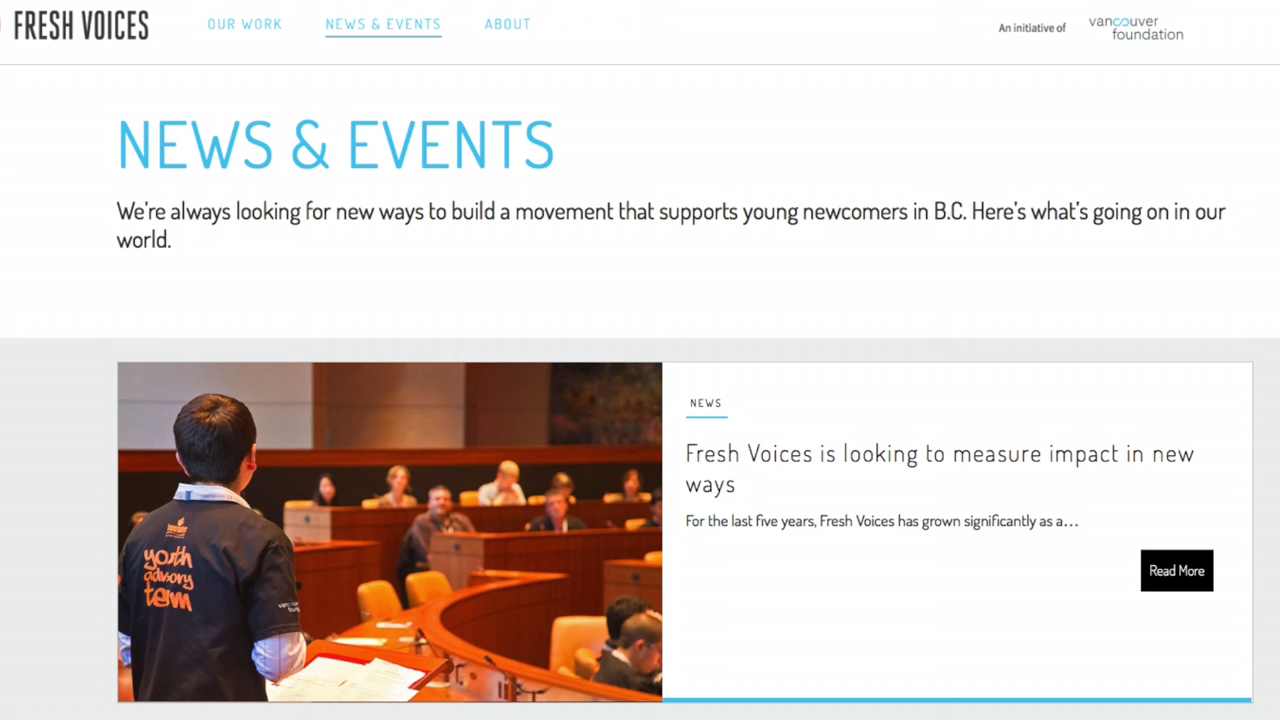 FRESH VOICES
OUR WORK
NEWS & EVENTS
ABOUT
An initiative of
vancouver
foundation
NEWS & EVENTS
We're always looking for new ways to build a movement that supports young newcomers in B.C. Here's what's going on in our
world.
youth
advisory
team
NEWS
Fresh Voices is looking to measure impact in new
ways
For the last five years, Fresh Voices has grown significantly as a...
Read More